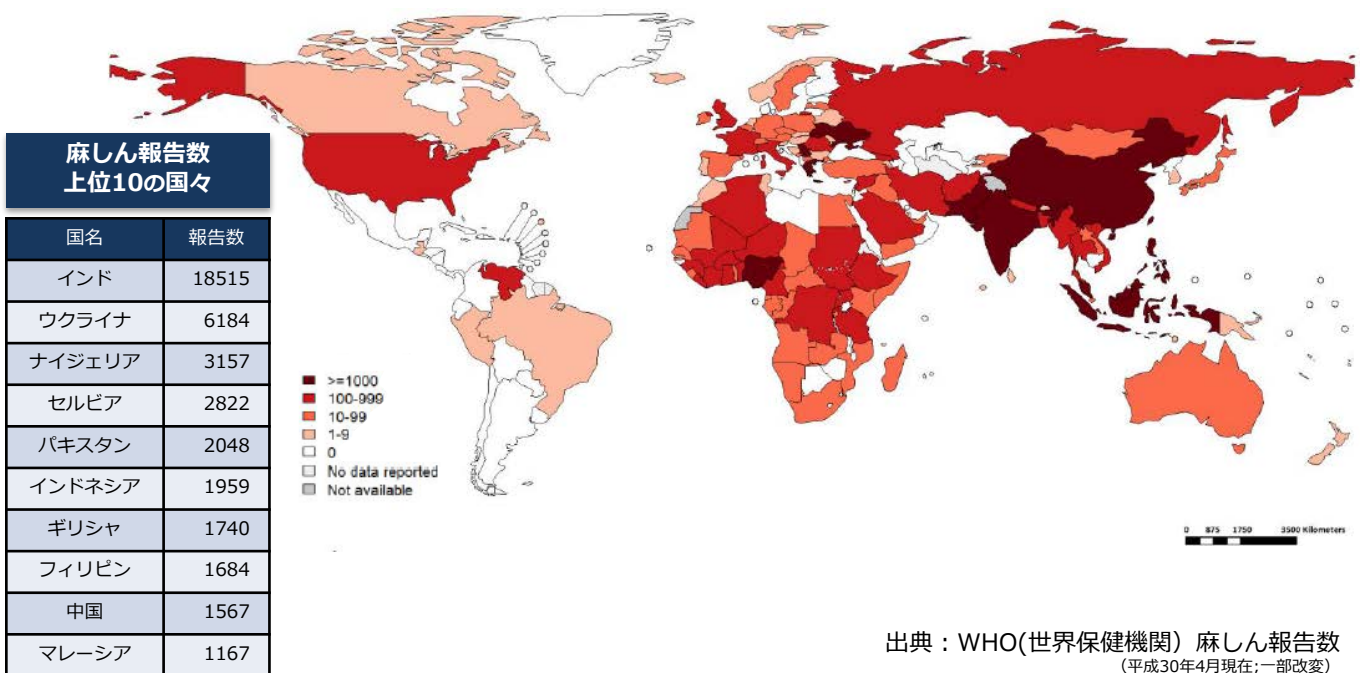 麻しん報告数
上位10の国々
国名 報告数
インド 18515
ウクライナ 6184
ナイジェリア 3157
セルビア 2822
パキスタン 2048
インドネシア 1959
ギリシャ 1740
フィリピン 1684
中国 1567
マレーシア 1167
>=1000
100-999
10-99
1-9
0
No data reported
Not available
0 875 1750 3500 Kilometers
出典：WHO(世界保健機関）麻しん報告数
（平成30年4月現在;一部改変）